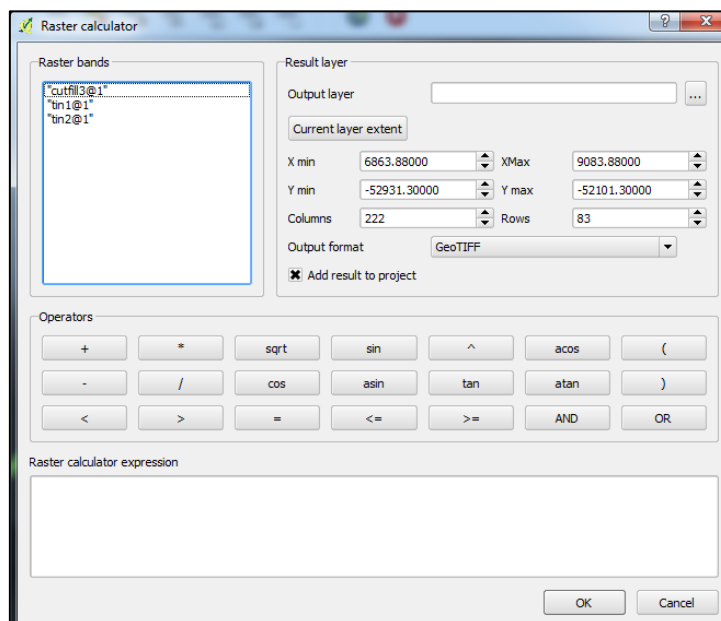 Raster calculator
Raster bands
"cutfill3@1"
"tin1@1"
"tin2@1"
Result layer
Output layer
...
Current layer extent
X min 6863.88000 XMax 9083.88000
Y min -52931.30000 Y max -52101.30000
Columns 222 Rows 83
Output format GeoTIFF
Add result to project
Operators
+ * sqrt sin ^ acos (
- / cos asin tan atan )
< > = <= >= AND OR
Raster calculator expression
OK Cancel